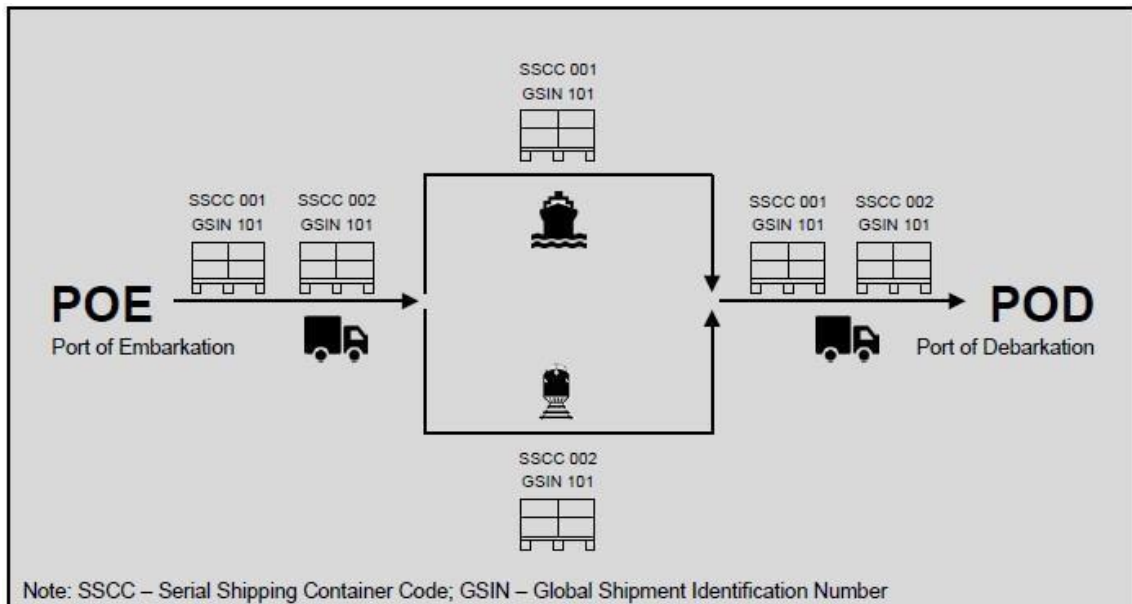 SSCC 001
GSIN 101
SSCC 001
GSIN 101
SSCC 002
GSIN 101
SSCC 001
GSIN 101
SSCC 002
GSIN 101
POE
Port of Embarkation
POD
Port of Debarkation
SSCC 002
GSIN 101
Note: SSCC – Serial Shipping Container Code; GSIN – Global Shipment Identification Number